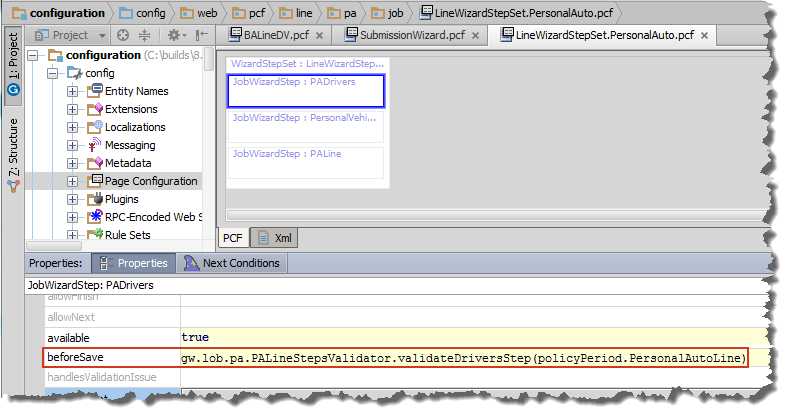 configuration config web pcf line pa job LineWizardStepSet.PersonalAuto.pcf
1: Project
Project
BALineDV.pcf SubmissionWizard.pcf LineWizardStepSet.PersonalAuto.pcf
configuration (C:\builds\8.
config
Entity Names
Extensions
Localizations
Messaging
Metadata
Page Configuration
Plugins
RPC-Encoded Web S
Rule Sets
7: Structure
WizardStepSet : LineWizardStep...
JobWizardStep : PADrivers
JobWizardStep : PersonalVehi...
JobWizardStep : PALine
PCF Xml
Properties: Properties Next Conditions
JobWizardStep: PADrivers
allowFinish
allowNext
available true
beforeSave gw.lob.pa.PALineStepsValidator.validateDriversStep(policyPeriod.PersonalAutoLine)
handlesValidationIssue